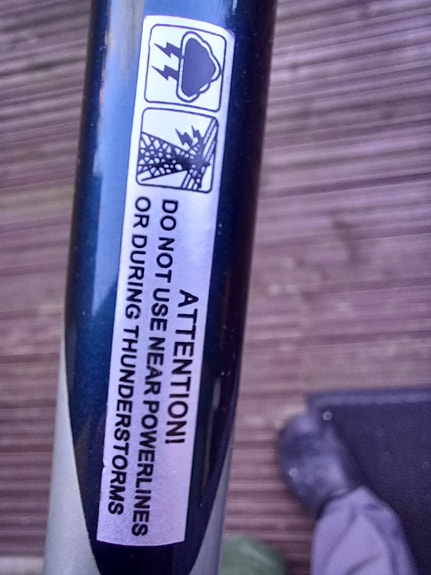 ATTENTION!
DO NOT USE NEAR POWERLINES
OR DURING THUNDERSTORMS